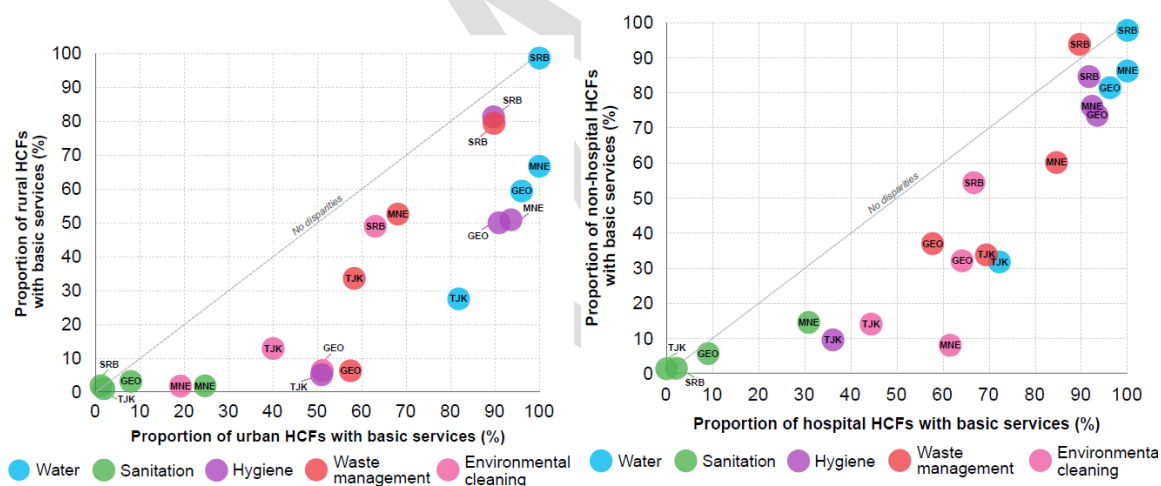 Proportion of rural HCFs
with basic services (%)
100
90
80
70
60
50
40
30
20
10
0
No disparities
SRB
SRB
SRB
MNE
GEO
MNE
GEO
MNE
SRB
TJK
TJK
TJK
GEO
GEO
TJK
SRB
GEO
TJK
MNE
MNE
0 10 20 30 40 50 60 70 80 90 100
Proportion of urban HCFs with basic services (%)
Water
Sanitation
Hygiene
Waste
management
Environmental
cleaning
Proportion of non-hospital HCFs
with basic services (%)
100
90
80
70
60
50
40
30
20
10
0
No disparities
SRB
SRB
SRB
MNE
GEO
MNE
GEO
MNE
SRB
GEO
TJK
TJK
GEO
MNE
TJK
TJK
MNE
GEO
TJK
SRB
0 10 20 30 40 50 60 70 80 90 100
Proportion of hospital HCFs with basic services (%)
Water
Sanitation
Hygiene
Waste
management
Environmental
cleaning